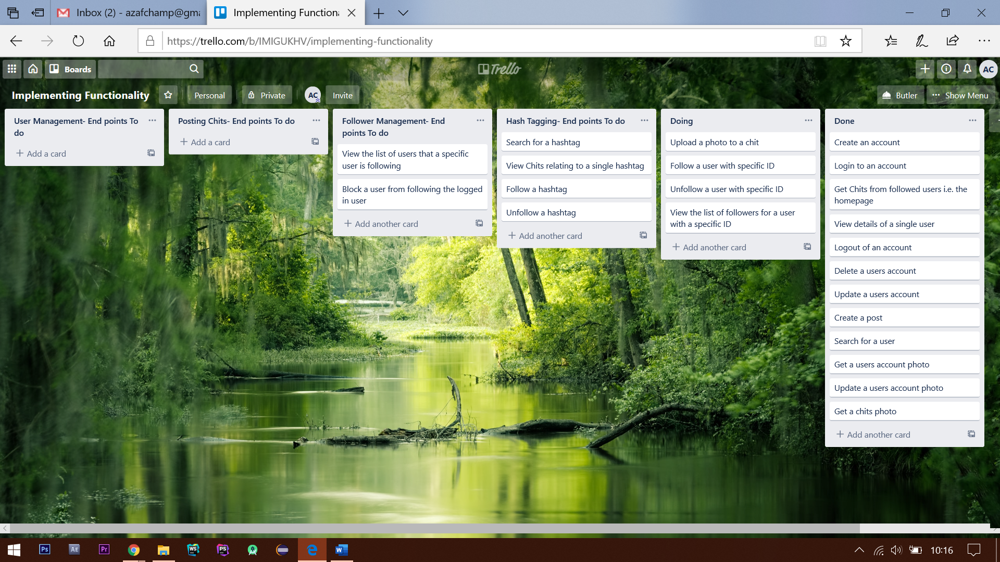 Inbox (2) - azafchamp@gma
Implementing Functiona
https://trello.com/b/IMIGUKHV/implementing-functionality
Boards
Trello
AC
Implementing Functionality
Personal
Private
AC
Invite
Butler
Show Menu
User Management- End points To
do
Add a card
Posting Chits- End points To do
Add a card
Follower Management- End
points To do
View the list of users that a specific
user is following
Block a user from following the logged
in user
Add another card
Hash Tagging- End points To do
Search for a hashtag
View Chits relating to a single hashtag
Follow a hashtag
Unfollow a hashtag
Add another card
Doing
Upload a photo to a chit
Follow a user with specific ID
Unfollow a user with specific ID
View the list of followers for a user
with a specific ID
Add another card
Done
Create an account
Login to an account
Get Chits from followed users i.e. the
homepage
View details of a single user
Logout of an account
Delete a users account
Update a users account
Create a post
Search for a user
Get a users account photo
Update a users account photo
Get a chits photo
Add another card
Ps
AE
Pr
WS
PS
W
10:16